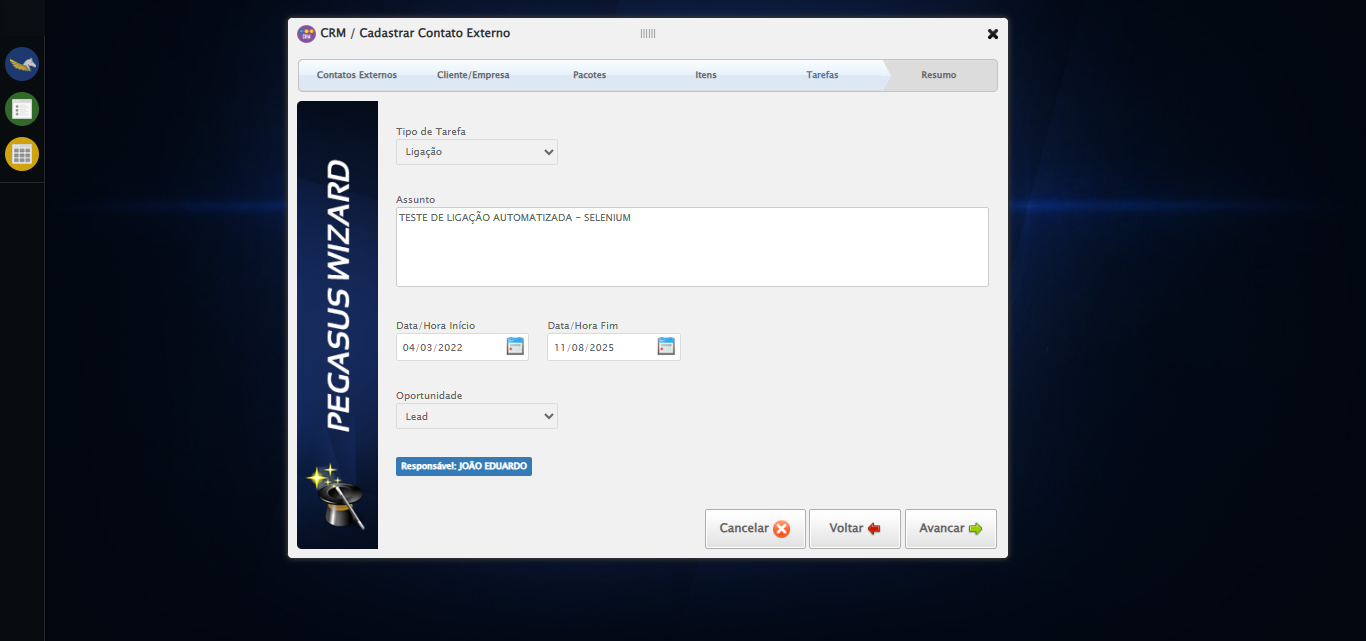 CRM / Cadastrar Contato Externo
Contatos Externos
Cliente/Empresa
Pacotes
Itens
Tarefas
Resumo
PEGASUS WIZARD
Tipo de Tarefa
Ligação
Assunto
TESTE DE LIGAÇÃO AUTOMATIZADA - SELENIUM
Data/Hora Início
Data/Hora Fim
04/03/2022
11/08/2025
Oportunidade
Lead
Responsável: JOÃO EDUARDO
Cancelar
Voltar
Avancar